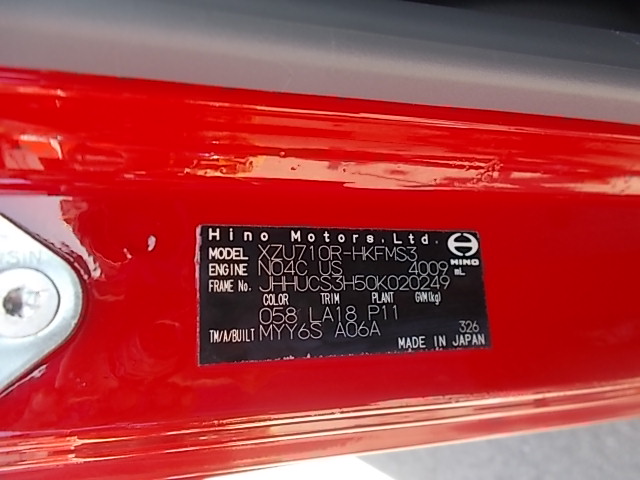 Hino Motors,Ltd.
HINO
MODEL XZU710R-HKFMS3
ENGINE N04C US 4009 mL
FRAME No. JHHUCS3H50K020249
COLOR TRIM PLANT GVM(kg)
058 LA18 P11
TM/A/BUILT MYY6S A06A 326
MADE IN JAPAN